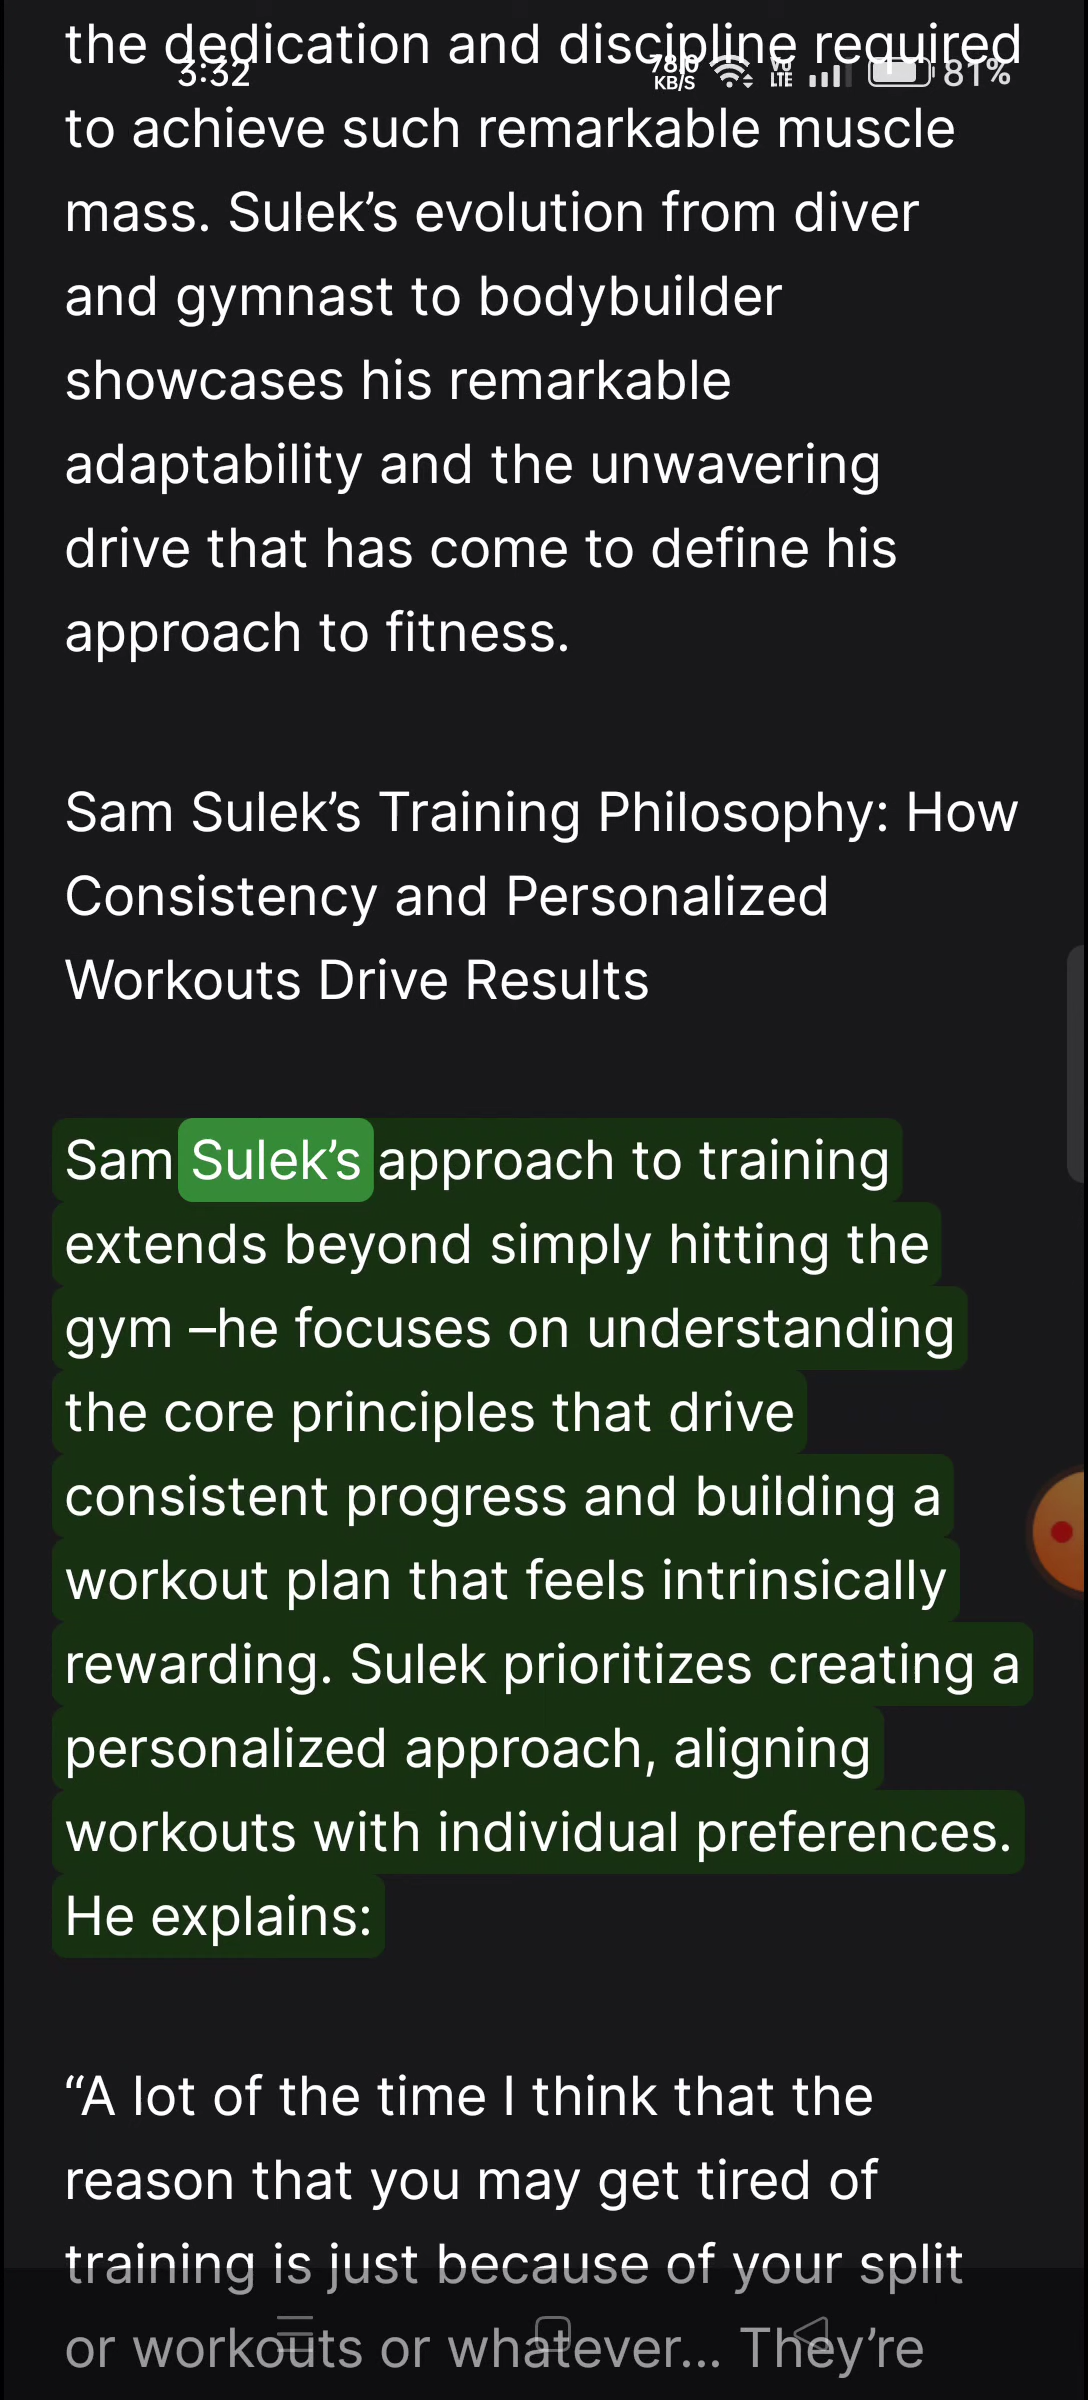 the dedication and discipline required
3:32 78.0 KB/S Vo LTE 81%
to achieve such remarkable muscle
mass. Sulek’s evolution from diver
and gymnast to bodybuilder
showcases his remarkable
adaptability and the unwavering
drive that has come to define his
approach to fitness.
Sam Sulek’s Training Philosophy: How
Consistency and Personalized
Workouts Drive Results
Sam Sulek’s approach to training
extends beyond simply hitting the
gym –he focuses on understanding
the core principles that drive
consistent progress and building a
workout plan that feels intrinsically
rewarding. Sulek prioritizes creating a
personalized approach, aligning
workouts with individual preferences.
He explains:
“A lot of the time I think that the
reason that you may get tired of
training is just because of your split
or workouts or whatever... They’re